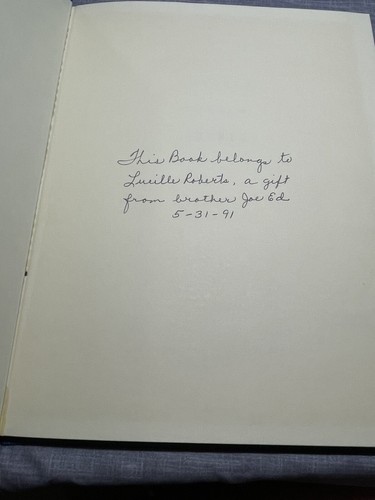 This Book belongs to
Lucille Roberts, a gift
from brother Joe Ed
5-31-91